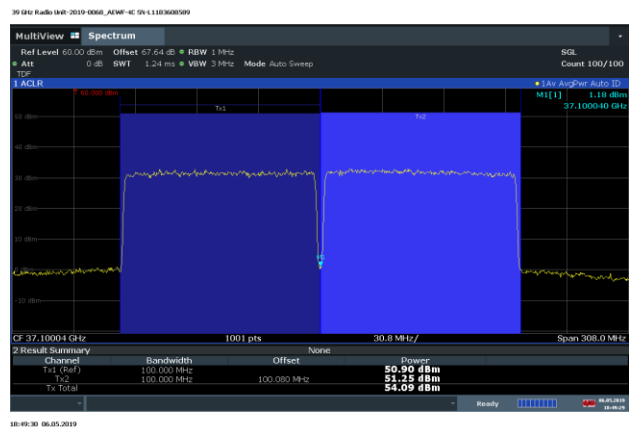 39 GHz Radio Unit-2019-0068_AEWF-4C SN-L1183608589
MultiView Spectrum
Ref Level 60.00 dBm Offset 67.64 dB RBW 1 MHz SGL
Att 0 dB SWT 1.24 ms VBW 3 MHz Mode Auto Sweep Count 100/100
TDF
1 ACLR 1Av AvgPwr Auto ID
60.000 dBm M1[1] 1.18 dBm
37.100040 GHz
Tx1
Tx2
50 dBm
40 dBm
30 dBm
20 dBm
10 dBm
-10 dBm
CF 37.10004 GHz 1001 pts 30.8 MHz/ Span 308.0 MHz
2 Result Summary None
Channel Bandwidth Offset Power
Tx1 (Ref) 100.000 MHz 50.90 dBm
Tx2 100.000 MHz 100.080 MHz 51.25 dBm
Tx Total 54.09 dBm
Ready 06.05.2019
18:49:29
18:49:30 06.05.2019